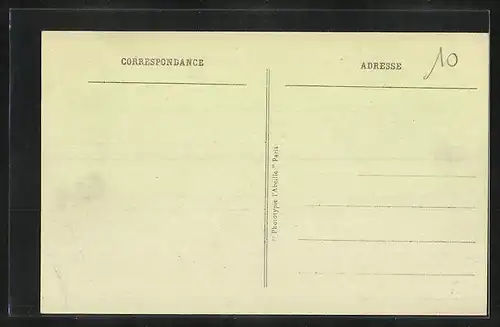 CORRESPONDANCE
ADRESSE
10
" Phototypie l'Abeille " Paris